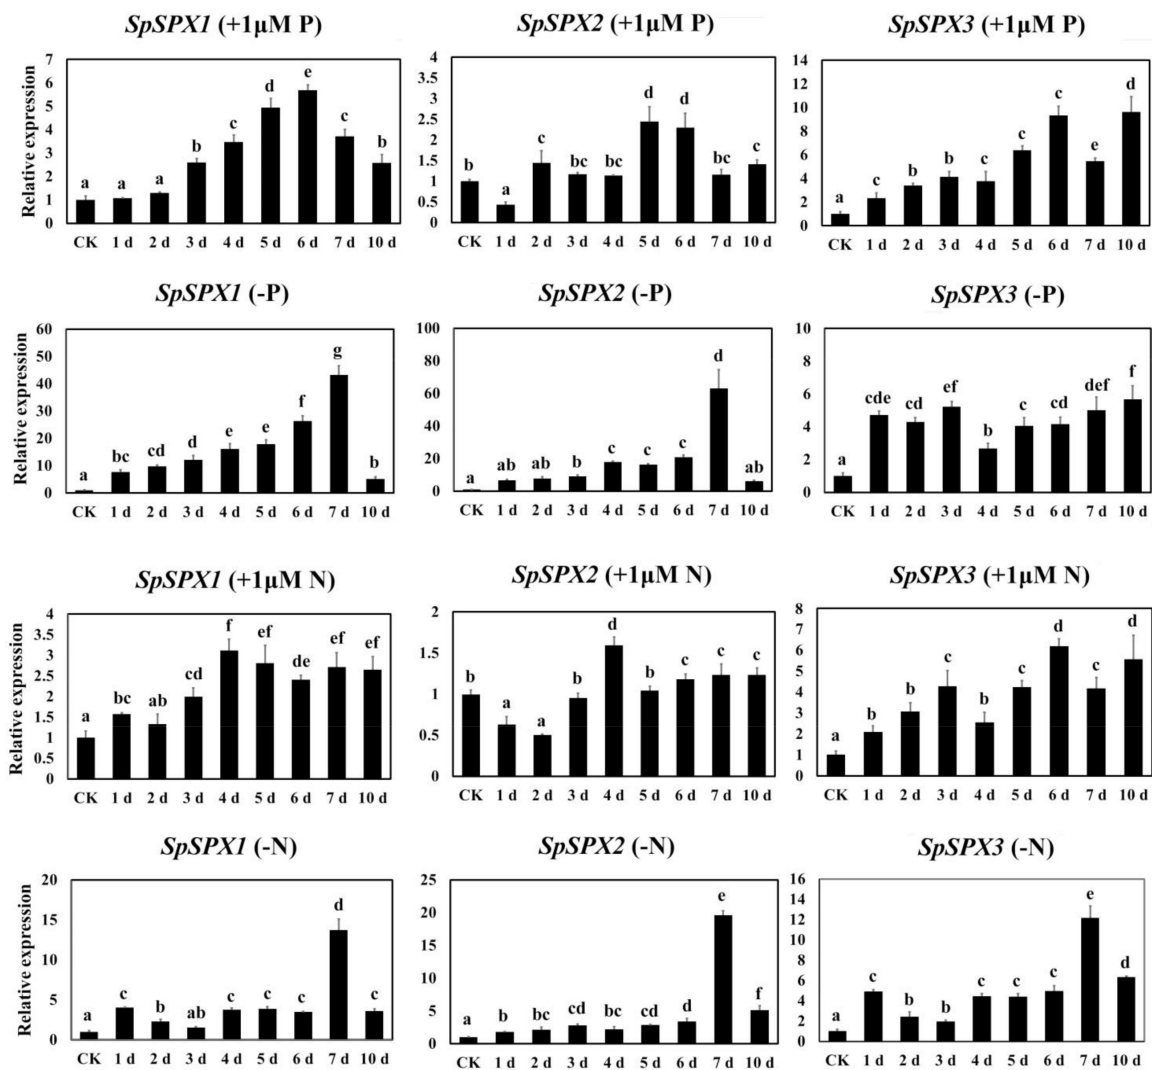 SpSPX1 (+1μM P)
Relative expression
7
6
5
4
3
2
1
0
a
a
a
b
c
d
e
c
b
CK 1 d 2 d 3 d 4 d 5 d 6 d 7 d 10 d
SpSPX2 (+1μM P)
4
3.5
3
2.5
2
1.5
1
0.5
0
b
a
c
bc
bc
d
d
bc
c
CK 1 d 2 d 3 d 4 d 5 d 6 d 7 d 10 d
SpSPX3 (+1μM P)
14
12
10
8
6
4
2
0
a
c
b
b
c
c
c
e
d
CK 1 d 2 d 3 d 4 d 5 d 6 d 7 d 10 d
SpSPX1 (-P)
Relative expression
60
50
40
30
20
10
0
a
bc
cd
d
e
e
f
g
b
CK 1 d 2 d 3 d 4 d 5 d 6 d 7 d 10 d
SpSPX2 (-P)
100
80
60
40
20
0
a
ab
ab
b
c
c
c
d
ab
CK 1 d 2 d 3 d 4 d 5 d 6 d 7 d 10 d
SpSPX3 (-P)
10
8
6
4
2
0
a
cde
cd
ef
b
c
cd
def
f
CK 1 d 2 d 3 d 4 d 5 d 6 d 7 d 10 d
SpSPX1 (+1μM N)
Relative expression
4
3.5
3
2.5
2
1.5
1
0.5
0
a
bc
ab
cd
f
ef
de
ef
ef
CK 1 d 2 d 3 d 4 d 5 d 6 d 7 d 10 d
SpSPX2 (+1μM N)
2
1.5
1
0.5
0
b
a
a
b
d
b
c
c
c
CK 1 d 2 d 3 d 4 d 5 d 6 d 7 d 10 d
SpSPX3 (+1μM N)
8
7
6
5
4
3
2
1
0
a
b
b
c
b
c
d
c
d
CK 1 d 2 d 3 d 4 d 5 d 6 d 7 d 10 d
SpSPX1 (-N)
Relative expression
20
15
10
5
0
a
c
b
ab
c
c
c
d
c
CK 1 d 2 d 3 d 4 d 5 d 6 d 7 d 10 d
SpSPX2 (-N)
25
20
15
10
5
0
a
b
bc
cd
bc
cd
d
e
f
CK 1 d 2 d 3 d 4 d 5 d 6 d 7 d 10 d
SpSPX3 (-N)
16
14
12
10
8
6
4
2
0
a
c
b
b
c
c
c
e
d
CK 1 d 2 d 3 d 4 d 5 d 6 d 7 d 10 d